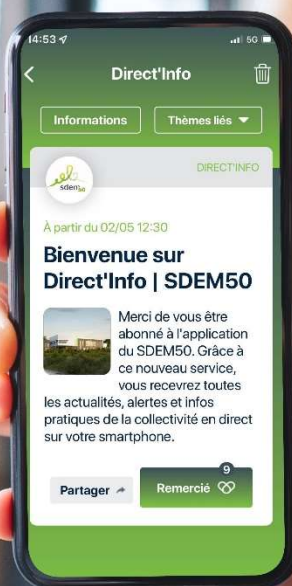 14:53
5G
Direct'Info
Informations
Thèmes liés
sdem50
DIRECT'INFO
À partir du 02/05 12:30
Bienvenue sur
Direct'Info | SDEM50
Merci de vous être
abonné à l'application
du SDEM50. Grâce à
ce nouveau service,
vous recevrez toutes
les actualités, alertes et infos
pratiques de la collectivité en direct
sur votre smartphone.
Partager
9
Remercié